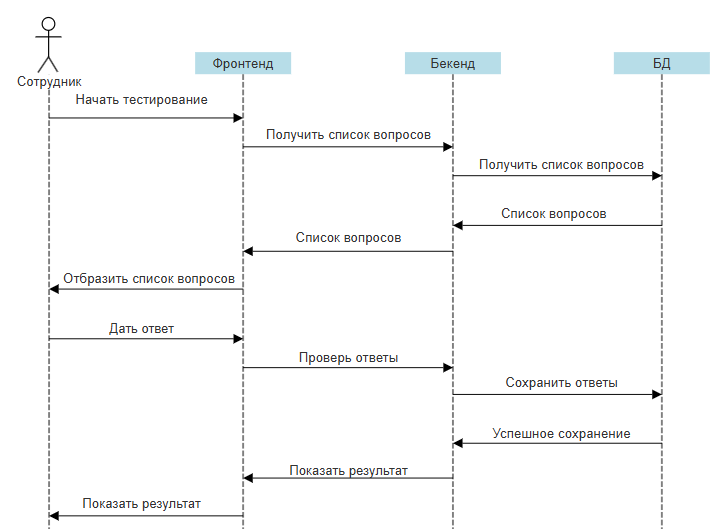 Фронтенд
Бекенд
БД
Сотрудник
Начать тестирование
Получить список вопросов
Получить список вопросов
Список вопросов
Список вопросов
Отбразить список вопросов
Дать ответ
Проверь ответы
Сохранить ответы
Успешное сохранение
Показать результат
Показать результат